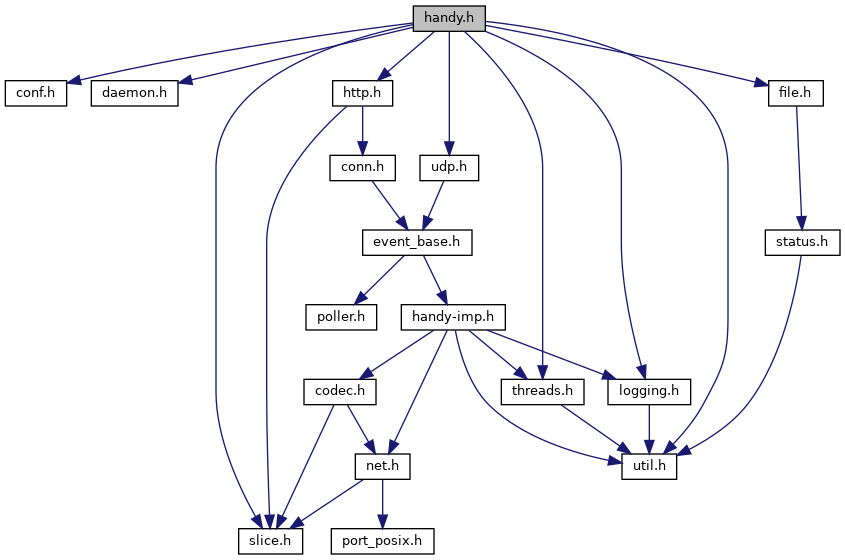 handy.h
conf.h
daemon.h
http.h
file.h
conn.h
udp.h
event_base.h
status.h
poller.h
handy-imp.h
codec.h
threads.h
logging.h
net.h
util.h
slice.h
port_posix.h